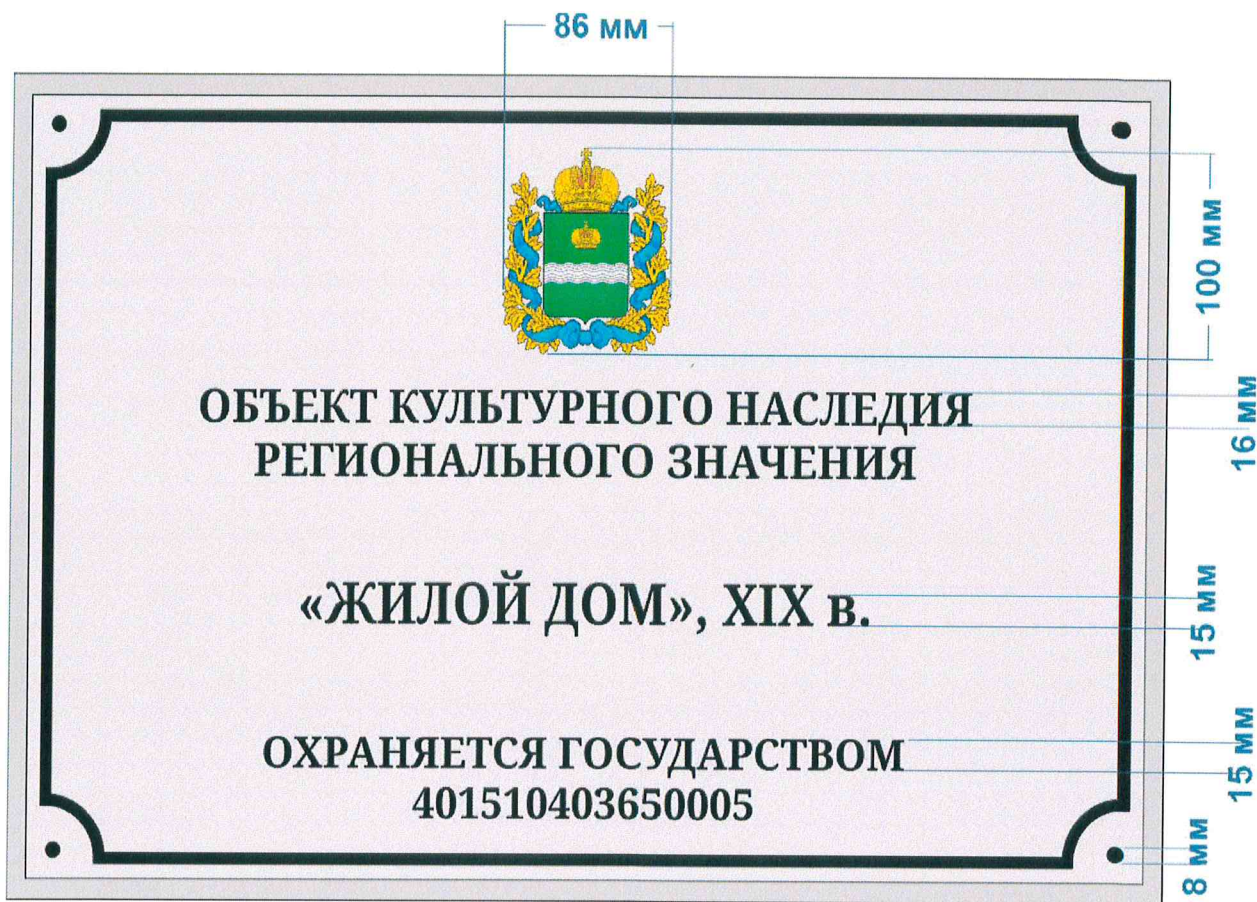 86 мм
100 мм
ОБЪЕКТ КУЛЬТУРНОГО НАСЛЕДИЯ
16 мм
РЕГИОНАЛЬНОГО ЗНАЧЕНИЯ
«ЖИЛОЙ ДОМ», XIX в.
15 мм
ОХРАНЯЕТСЯ ГОСУДАРСТВОМ
15 мм
401510403650005
8 мм